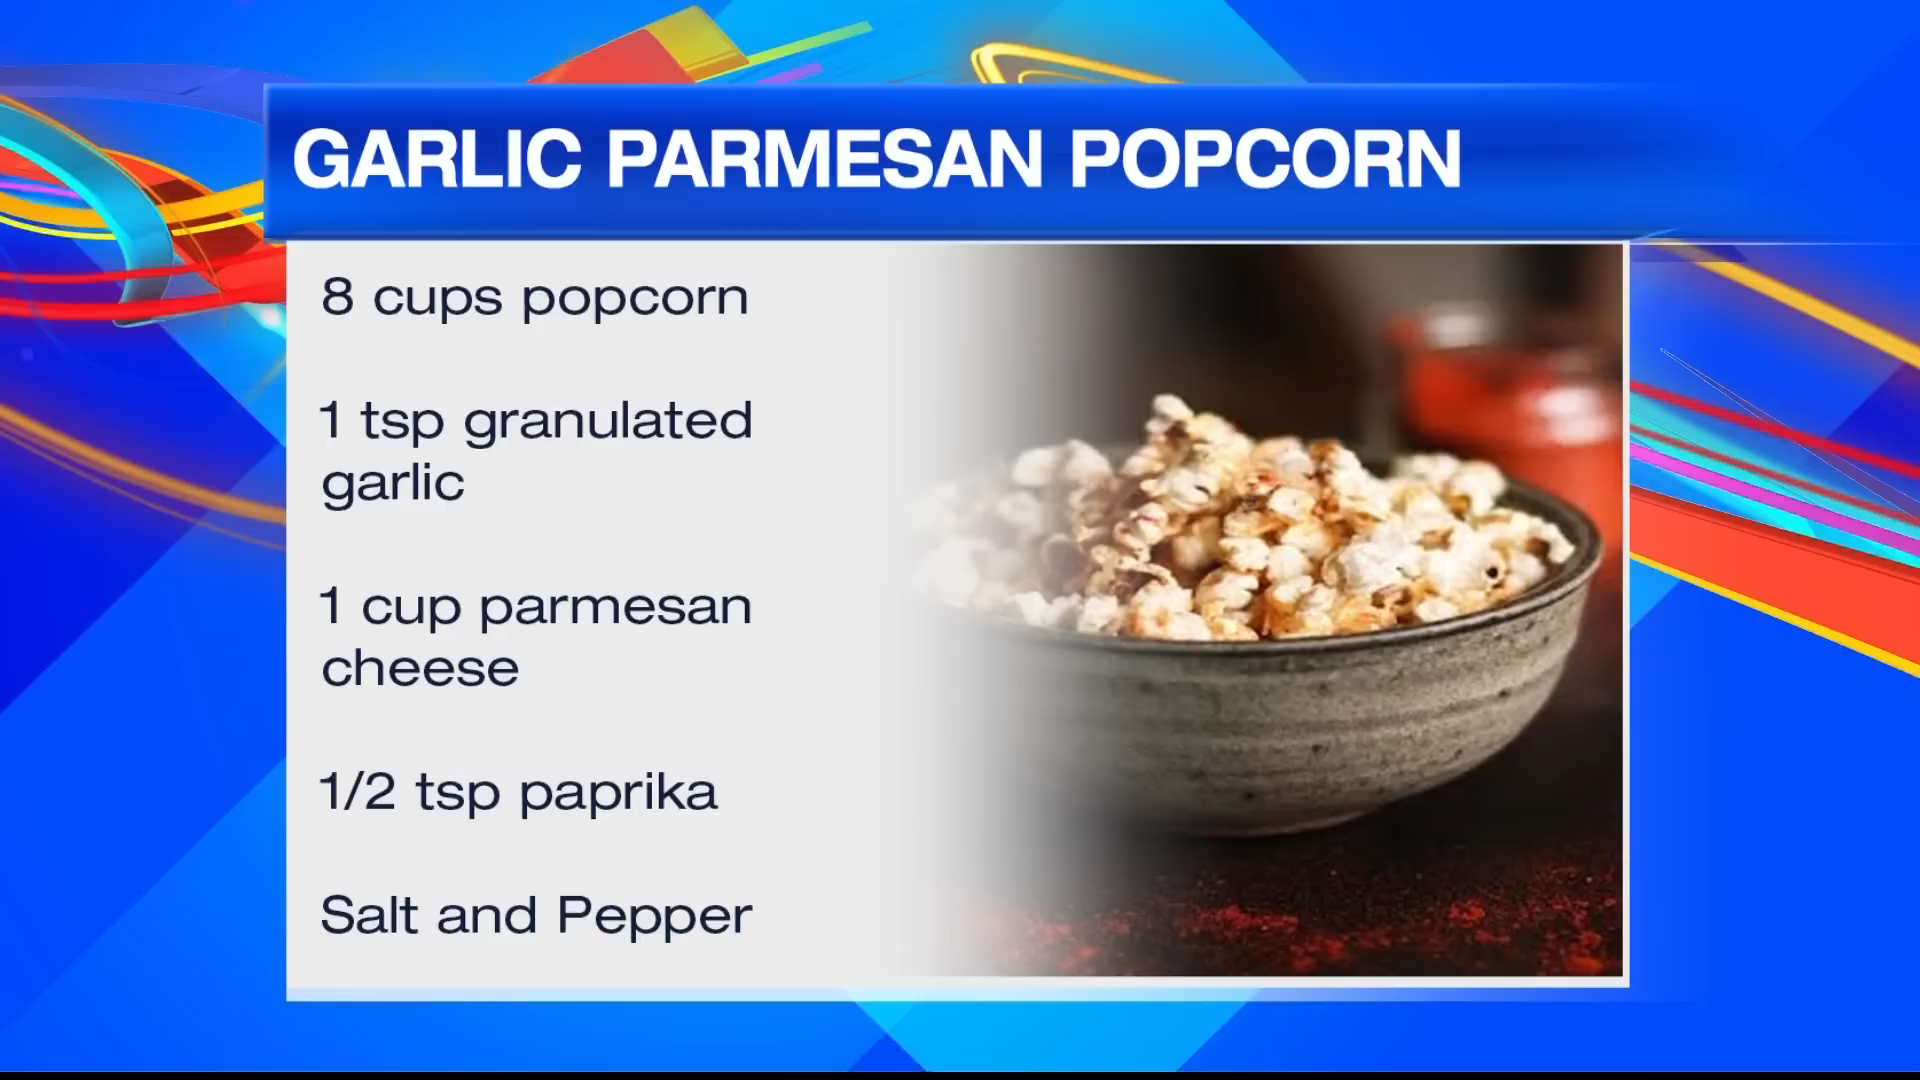 GARLIC PARMESAN POPCORN
8 cups popcorn
1 tsp granulated
garlic
1 cup parmesan
cheese
1/2 tsp paprika
Salt and Pepper